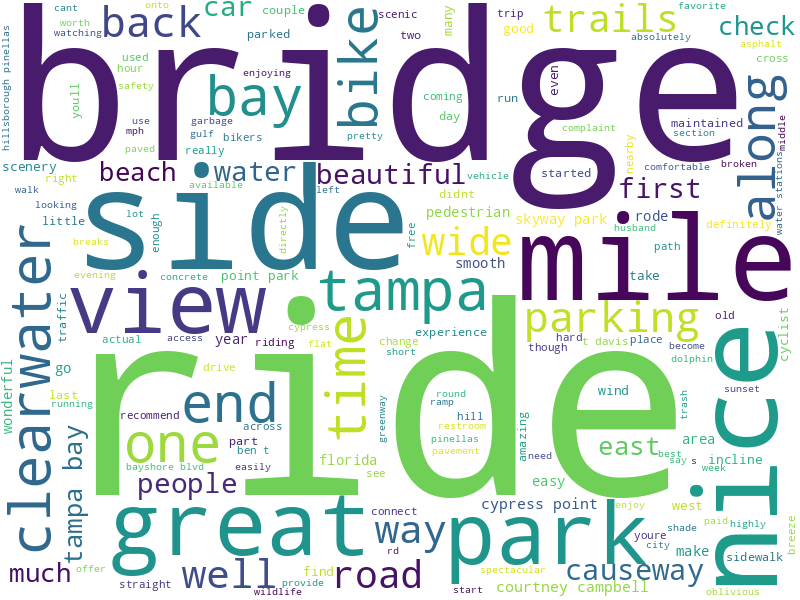 cant
onto
worth
watching
back
car
couple
scenic
parked
two
many
trip
good
trails
favorite
absolutely
check
asphalt
cross
hillsborough pinellas
bridge
used
hour
safety
youll
enjoying
bay
bike
coming
day
run
even
along
use
mph
paved
garbage
gulf
bikers
really
pretty
complaint
maintained
section
middle
scenery
beach
water
beautiful
vehicle
started
nearby
comfortable
broken
water stations
first
walk
right
available
left
looking
little
lot
enough
side
directly
free
didnt
pedestrian
wide
skyway park
rode
husband
definitely
path
breaks
evening
concrete
point park
smooth
take
mile
clearwater
traffic
view
tampa
parking
old
cyclist
actual
access
year
riding
cypress
flat
time
change
short
experience
though
hard
t davis
place
become
dolphin
wonderful
go
last
running
drive
ride
nice
sunset
end
recommend
across
greenway
round
ramp
hill
restroom
pinellas
pavement
amazing
wind
trash
one
part
ben t
bayshore blvd
easily
florida
see
need
east
area
best
say
s
week
incline
tampa bay
people
easy
great
connect
way
rd
park
cypress point
enjoy
west
paid
highly
shade
youre
city
make
sidewalk
breeze
much
offer
straight
well
find
provide
wildlife
road
spectacular
start
causeway
courtney campbell
oblivious